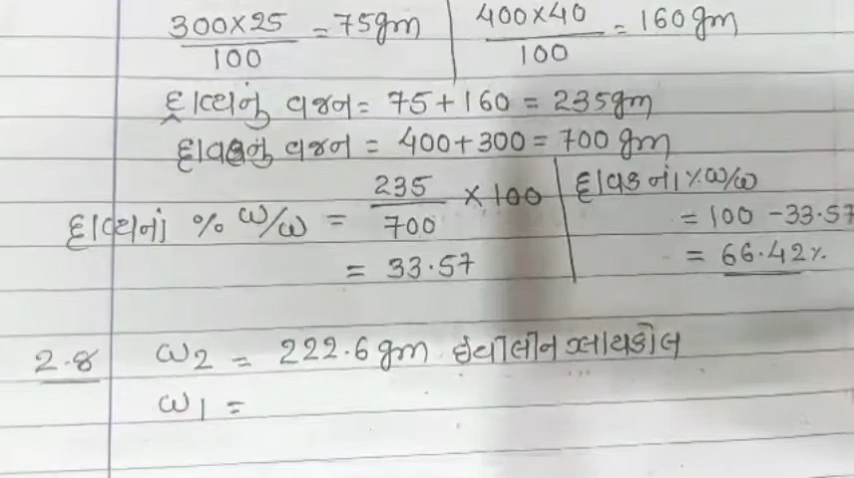 300×25/100 = 75gm | 400×40/100 = 160gm
દ્રાવ્યનું વજન = 75+160 = 235gm
દ્રાવણનું વજન = 400+300 = 700 gm
દ્રાવ્યનાં % w/w = 235/700 × 100 | દ્રાવકનાં % w/w
= 100 - 33.57
= 33.57 | = 66.42%
2.8 w2 = 222.6 gm ઇથીલીન ગ્લાયકોલ
w1 =